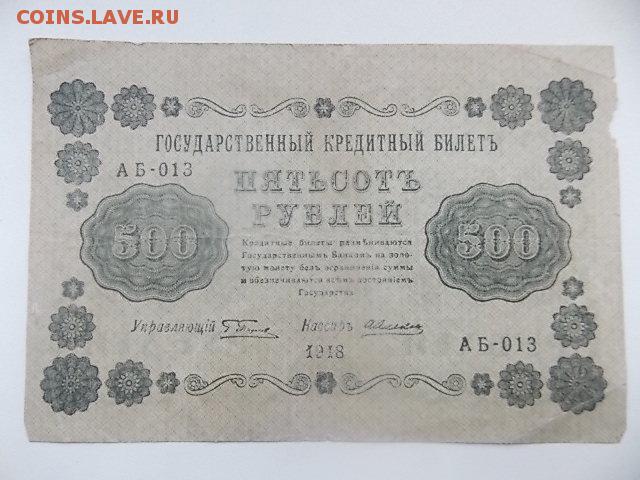 COINS.LAVE.RU
ГОСУДАРСТВЕННЫЙ КРЕДИТНЫЙ БИЛЕТЪ
АБ-013
ПЯТЬСОТЪ
РУБЛЕЙ
500
500
Кредитные билеты размѣниваются
Государственнымъ Банкомъ на золо-
тую монету безъ ограниченія суммы
и обезпечиваются всѣмъ достояніемъ
Государства
Управляющій
Кассиръ
1918
АБ-013